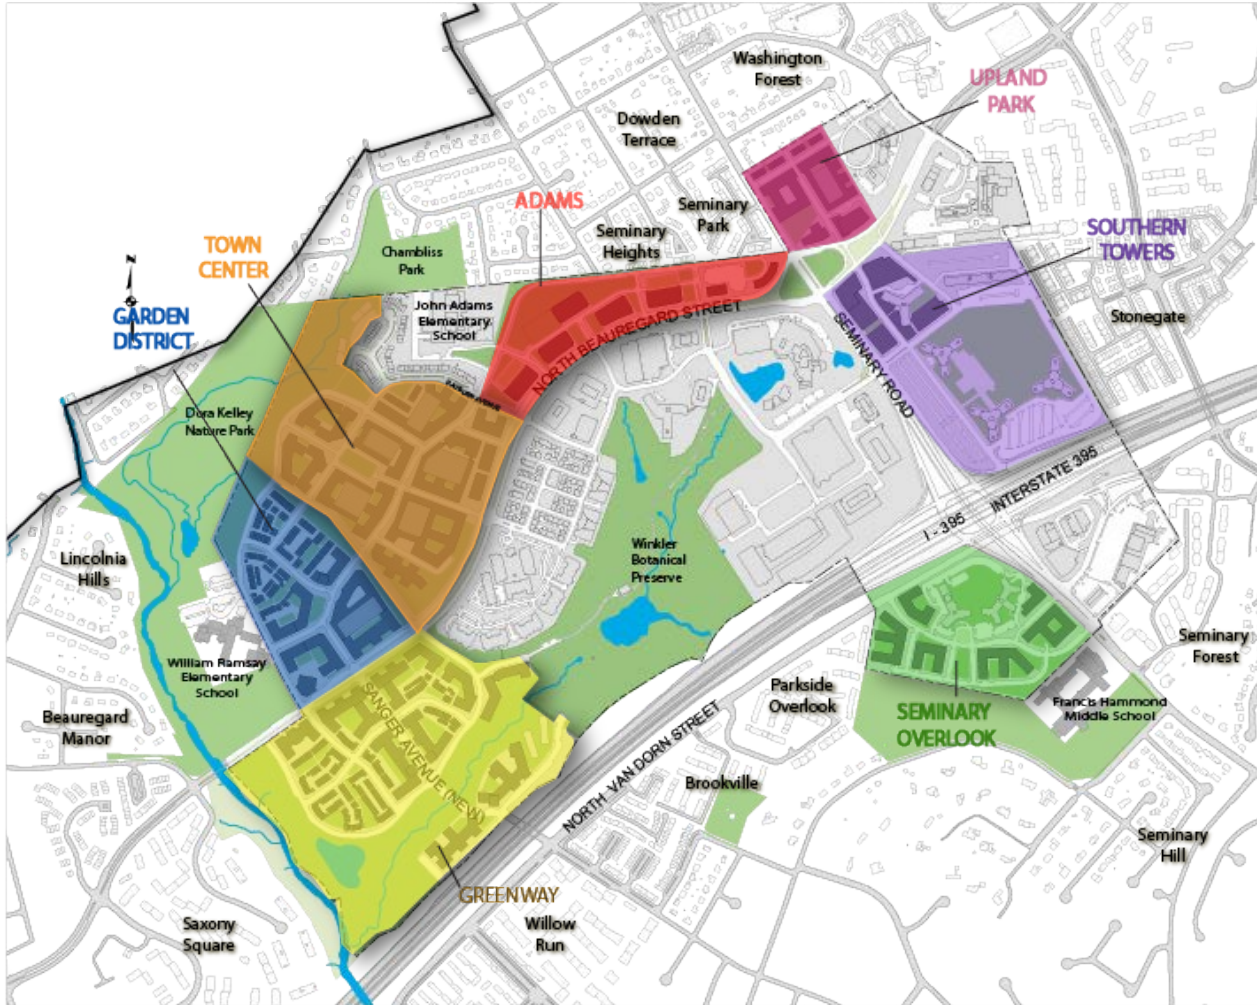 Washington
Forest
UPLAND
PARK
Dowden
Terrace
ADAMS
Seminary
Park
Seminary
Heights
SOUTHERN
TOWERS
TOWN
CENTER
Chambliss
Park
N
GARDEN
DISTRICT
John Adams
Elementary
School
Stonegate
NORTH BEAUREGARD STREET
SEMINARY ROAD
Dora Kelley
Nature Park
INTERSTATE 395
I - 395
Lincolnia
Hills
Winkler
Botanical
Preserve
William Ramsay
Elementary
School
Seminary
Forest
Parkside
Overlook
Francis Hammond
Middle School
SEMINARY
OVERLOOK
Beauregard
Manor
SANGER AVENUE (NEW)
NORTH VAN DORN STREET
Brookville
Seminary
Hill
GREENWAY
Saxony
Square
Willow
Run